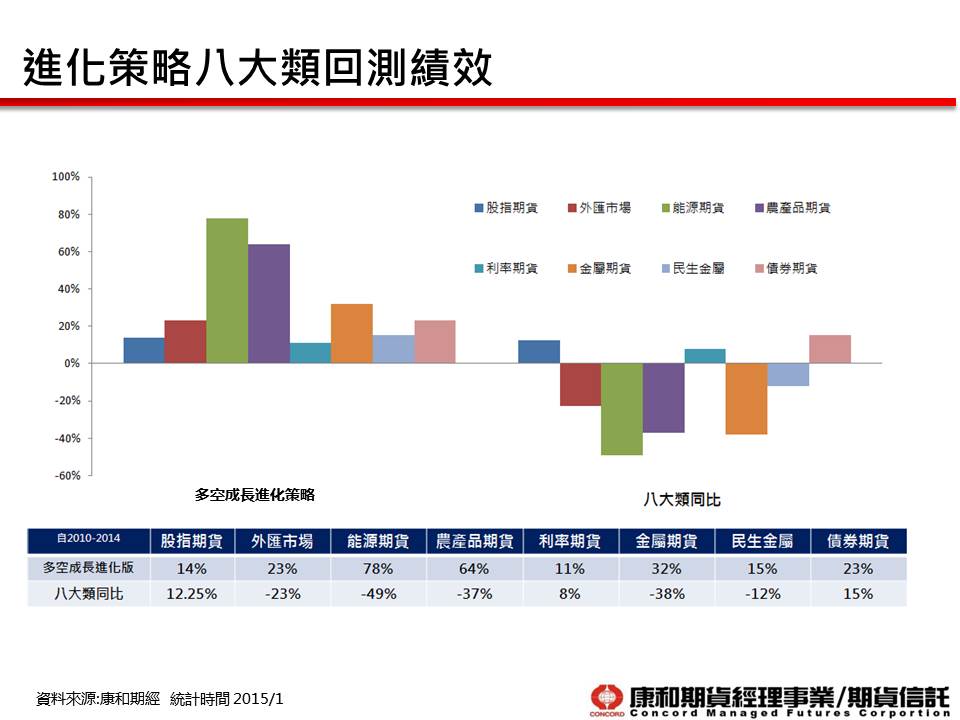 進化策略八大類回測績效
100%
80%
60%
40%
20%
0%
-20%
-40%
-60%
股指期貨 外匯市場 能源期貨 農產品期貨
利率期貨 金屬期貨 民生金屬 債券期貨
多空成長進化策略 八大類同比
自2010-2014 股指期貨 外匯市場 能源期貨 農產品期貨 利率期貨 金屬期貨 民生金屬 債券期貨
多空成長進化版 14% 23% 78% 64% 11% 32% 15% 23%
八大類同比 12.25% -23% -49% -37% 8% -38% -12% 15%
資料來源:康和期經 統計時間 2015/1
康和期貨經理事業/期貨信託
CONCORD Concord Managed Futures Corportion